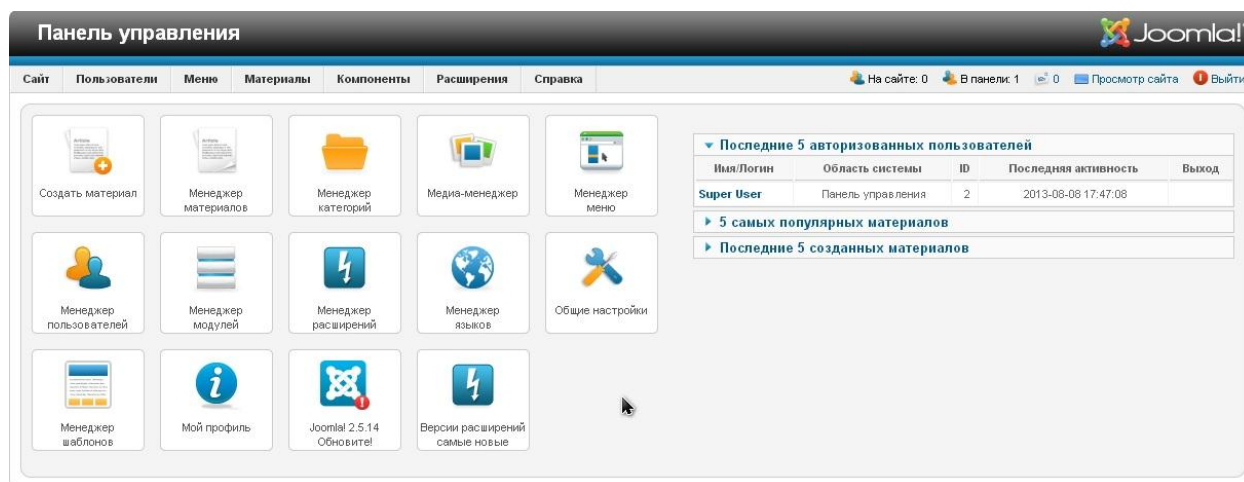 Панель управления
Joomla!
Сайт Пользователи Меню Материалы Компоненты Расширения Справка
На сайте: 0 В панели: 1 0 Просмотр сайта Выйти
Создать материал
Менеджер
материалов
Менеджер
категорий
Медиа-менеджер
Менеджер
меню
Менеджер
пользователей
Менеджер
модулей
Менеджер
расширений
Менеджер
языков
Общие настройки
Менеджер
шаблонов
Мой профиль
Joomla! 2.5.14
Обновите!
Версии расширений
самые новые
Последние 5 авторизованных пользователей
Имя/Логин Область системы ID Последняя активность Выход
Super User Панель управления 2 2013-08-08 17:47:08
5 самых популярных материалов
Последние 5 созданных материалов